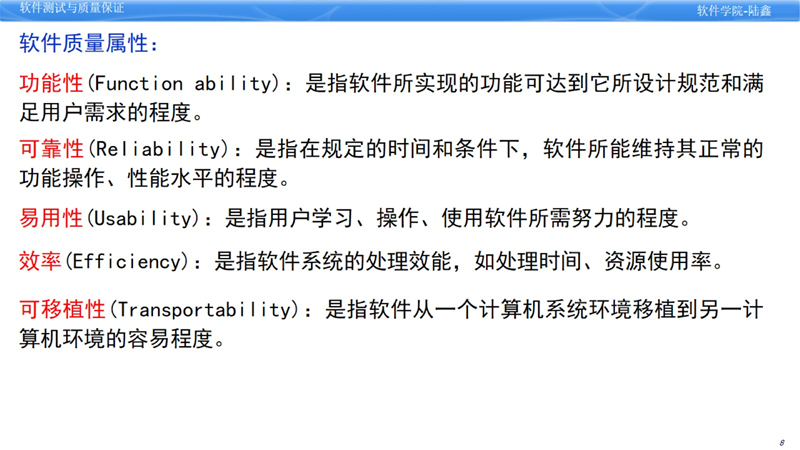 软件测试与质量保证
软件学院-陆鑫
软件质量属性：
功能性(Function ability)：是指软件所实现的功能可达到它所设计规范和满
足用户需求的程度。
可靠性(Reliability)：是指在规定的时间和条件下，软件所能维持其正常的
功能操作、性能水平的程度。
易用性(Usability)：是指用户学习、操作、使用软件所需努力的程度。
效率(Efficiency)：是指软件系统的处理效能，如处理时间、资源使用率。
可移植性(Transportability)：是指软件从一个计算机系统环境移植到另一计
算机环境的容易程度。
8